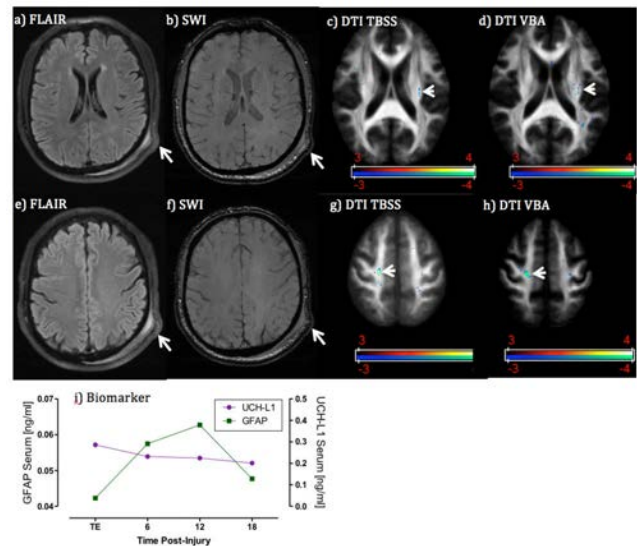 a) FLAIR
b) SWI
c) DTI TBSS
d) DTI VBA
3 4
-3 -4
3 4
-3 -4
e) FLAIR
f) SWI
g) DTI TBSS
h) DTI VBA
3 4
-3 -4
3 4
-3 -4
i) Biomarker
UCH-L1
GFAP
GFAP Serum [ng/ml]
0.07
0.06
0.05
0.04
0.5
0.4
0.3
0.2
0.1
0.0
UCH-L1 Serum [ng/ml]
TE 6 12 18
Time Post-Injury